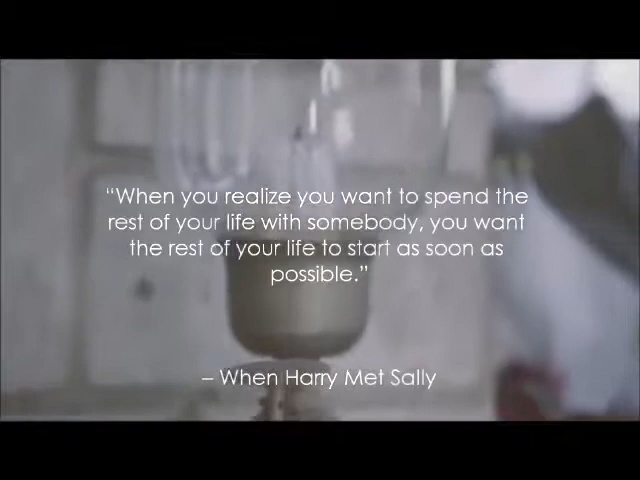 “When you realize you want to spend the
rest of your life with somebody, you want
the rest of your life to start as soon as
possible.”
– When Harry Met Sally